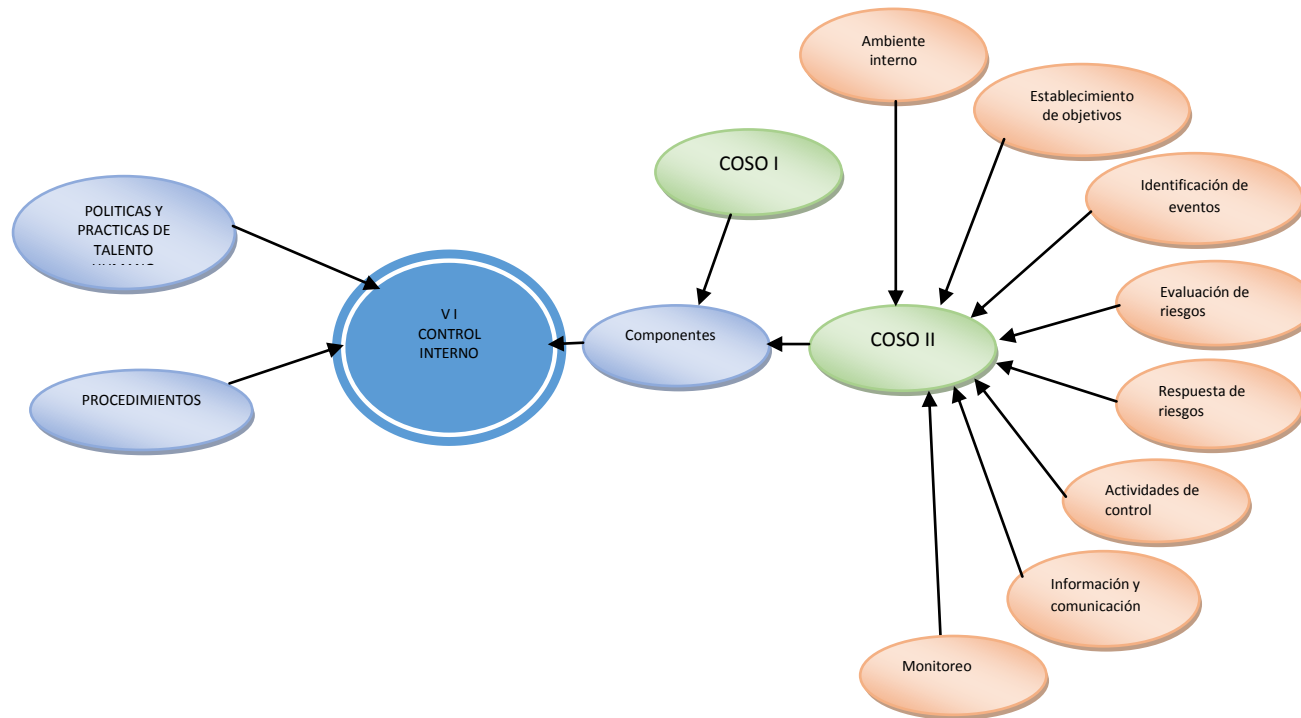 Ambiente
interno
Establecimiento
de objetivos
COSO I
Identificación de
eventos
POLITICAS Y
PRACTICAS DE
TALENTO
Evaluación de
riesgos
V I
CONTROL
INTERNO
Componentes
COSO II
PROCEDIMIENTOS
Respuesta de
riesgos
Actividades de
control
Información y
comunicación
Monitoreo